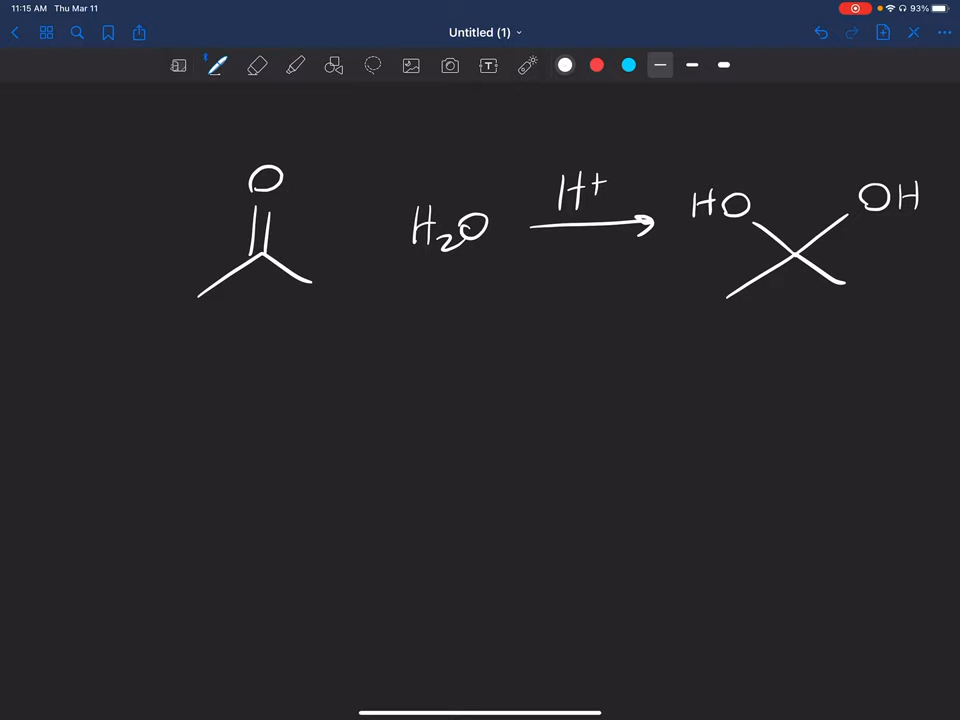 11:15 AM Thu Mar 11
93%
Untitled (1)
T
O
H+
H2O
HO
OH